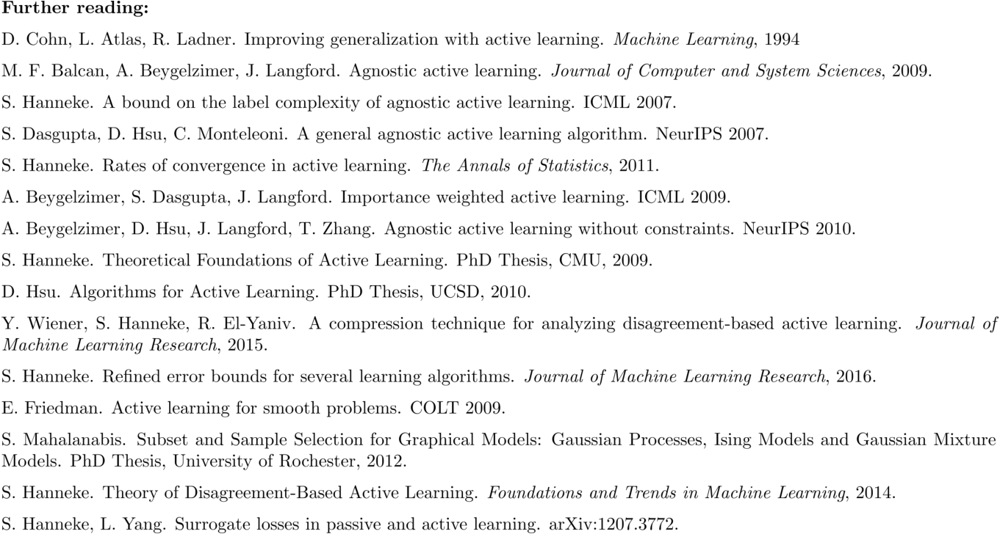 Further reading:
D. Cohn, L. Atlas, R. Ladner. Improving generalization with active learning. Machine Learning, 1994
M. F. Balcan, A. Beygelzimer, J. Langford. Agnostic active learning. Journal of Computer and System Sciences, 2009.
S. Hanneke. A bound on the label complexity of agnostic active learning. ICML 2007.
S. Dasgupta, D. Hsu, C. Monteleoni. A general agnostic active learning algorithm. NeurIPS 2007.
S. Hanneke. Rates of convergence in active learning. The Annals of Statistics, 2011.
A. Beygelzimer, S. Dasgupta, J. Langford. Importance weighted active learning. ICML 2009.
A. Beygelzimer, D. Hsu, J. Langford, T. Zhang. Agnostic active learning without constraints. NeurIPS 2010.
S. Hanneke. Theoretical Foundations of Active Learning. PhD Thesis, CMU, 2009.
D. Hsu. Algorithms for Active Learning. PhD Thesis, UCSD, 2010.
Y. Wiener, S. Hanneke, R. El-Yaniv. A compression technique for analyzing disagreement-based active learning. Journal of
Machine Learning Research, 2015.
S. Hanneke. Refined error bounds for several learning algorithms. Journal of Machine Learning Research, 2016.
E. Friedman. Active learning for smooth problems. COLT 2009.
S. Mahalanabis. Subset and Sample Selection for Graphical Models: Gaussian Processes, Ising Models and Gaussian Mixture
Models. PhD Thesis, University of Rochester, 2012.
S. Hanneke. Theory of Disagreement-Based Active Learning. Foundations and Trends in Machine Learning, 2014.
S. Hanneke, L. Yang. Surrogate losses in passive and active learning. arXiv:1207.3772.